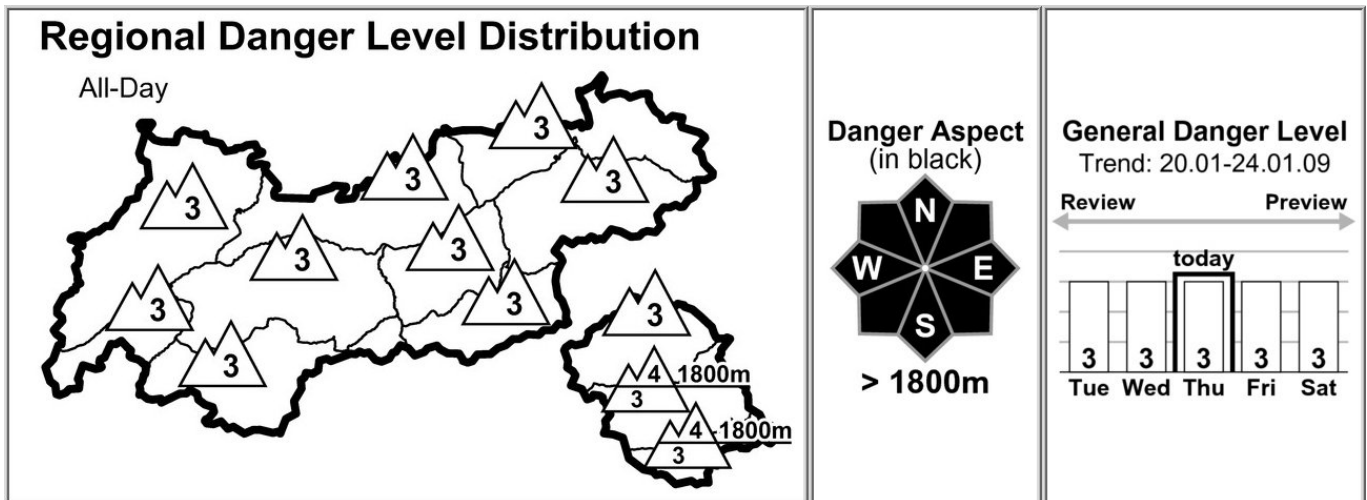 Regional Danger Level Distribution
All-Day
3
3
3
3
3
3
3
3
3
3
3
4 1800m
3
4 1800m
3
Danger Aspect
(in black)
N
W E
S
> 1800m
General Danger Level
Trend: 20.01-24.01.09
Review Preview
today
3 3 3 3 3
Tue Wed Thu Fri Sat